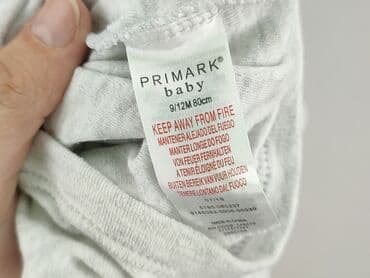 PRIMARK®
baby
9/12M 80cm
KEEP AWAY FROM FIRE
MANTENER ALEJADO DEL FUEGO
MANTER LONGE DO FOGO
VON FEUER FERNHALTEN
A TENIR ÉLOIGNÉ DU FEU
BUITEN BEREIK VAN VUUR HOUDEN
TENERE LONTANO DAL FUOCO